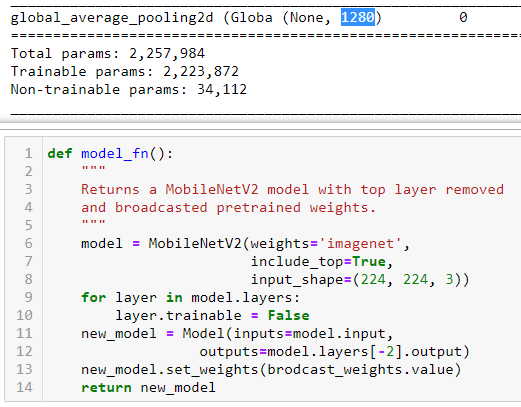 global_average_pooling2d (Globa (None, 1280) 0
================================================================
Total params: 2,257,984
Trainable params: 2,223,872
Non-trainable params: 34,112
________________________________________________________________
1 def model_fn():
2 """
3 Returns a MobileNetV2 model with top layer removed
4 and broadcasted pretrained weights.
5 """
6 model = MobileNetV2(weights='imagenet',
7 include_top=True,
8 input_shape=(224, 224, 3))
9 for layer in model.layers:
10 layer.trainable = False
11 new_model = Model(inputs=model.input,
12 outputs=model.layers[-2].output)
13 new_model.set_weights(brodcast_weights.value)
14 return new_model